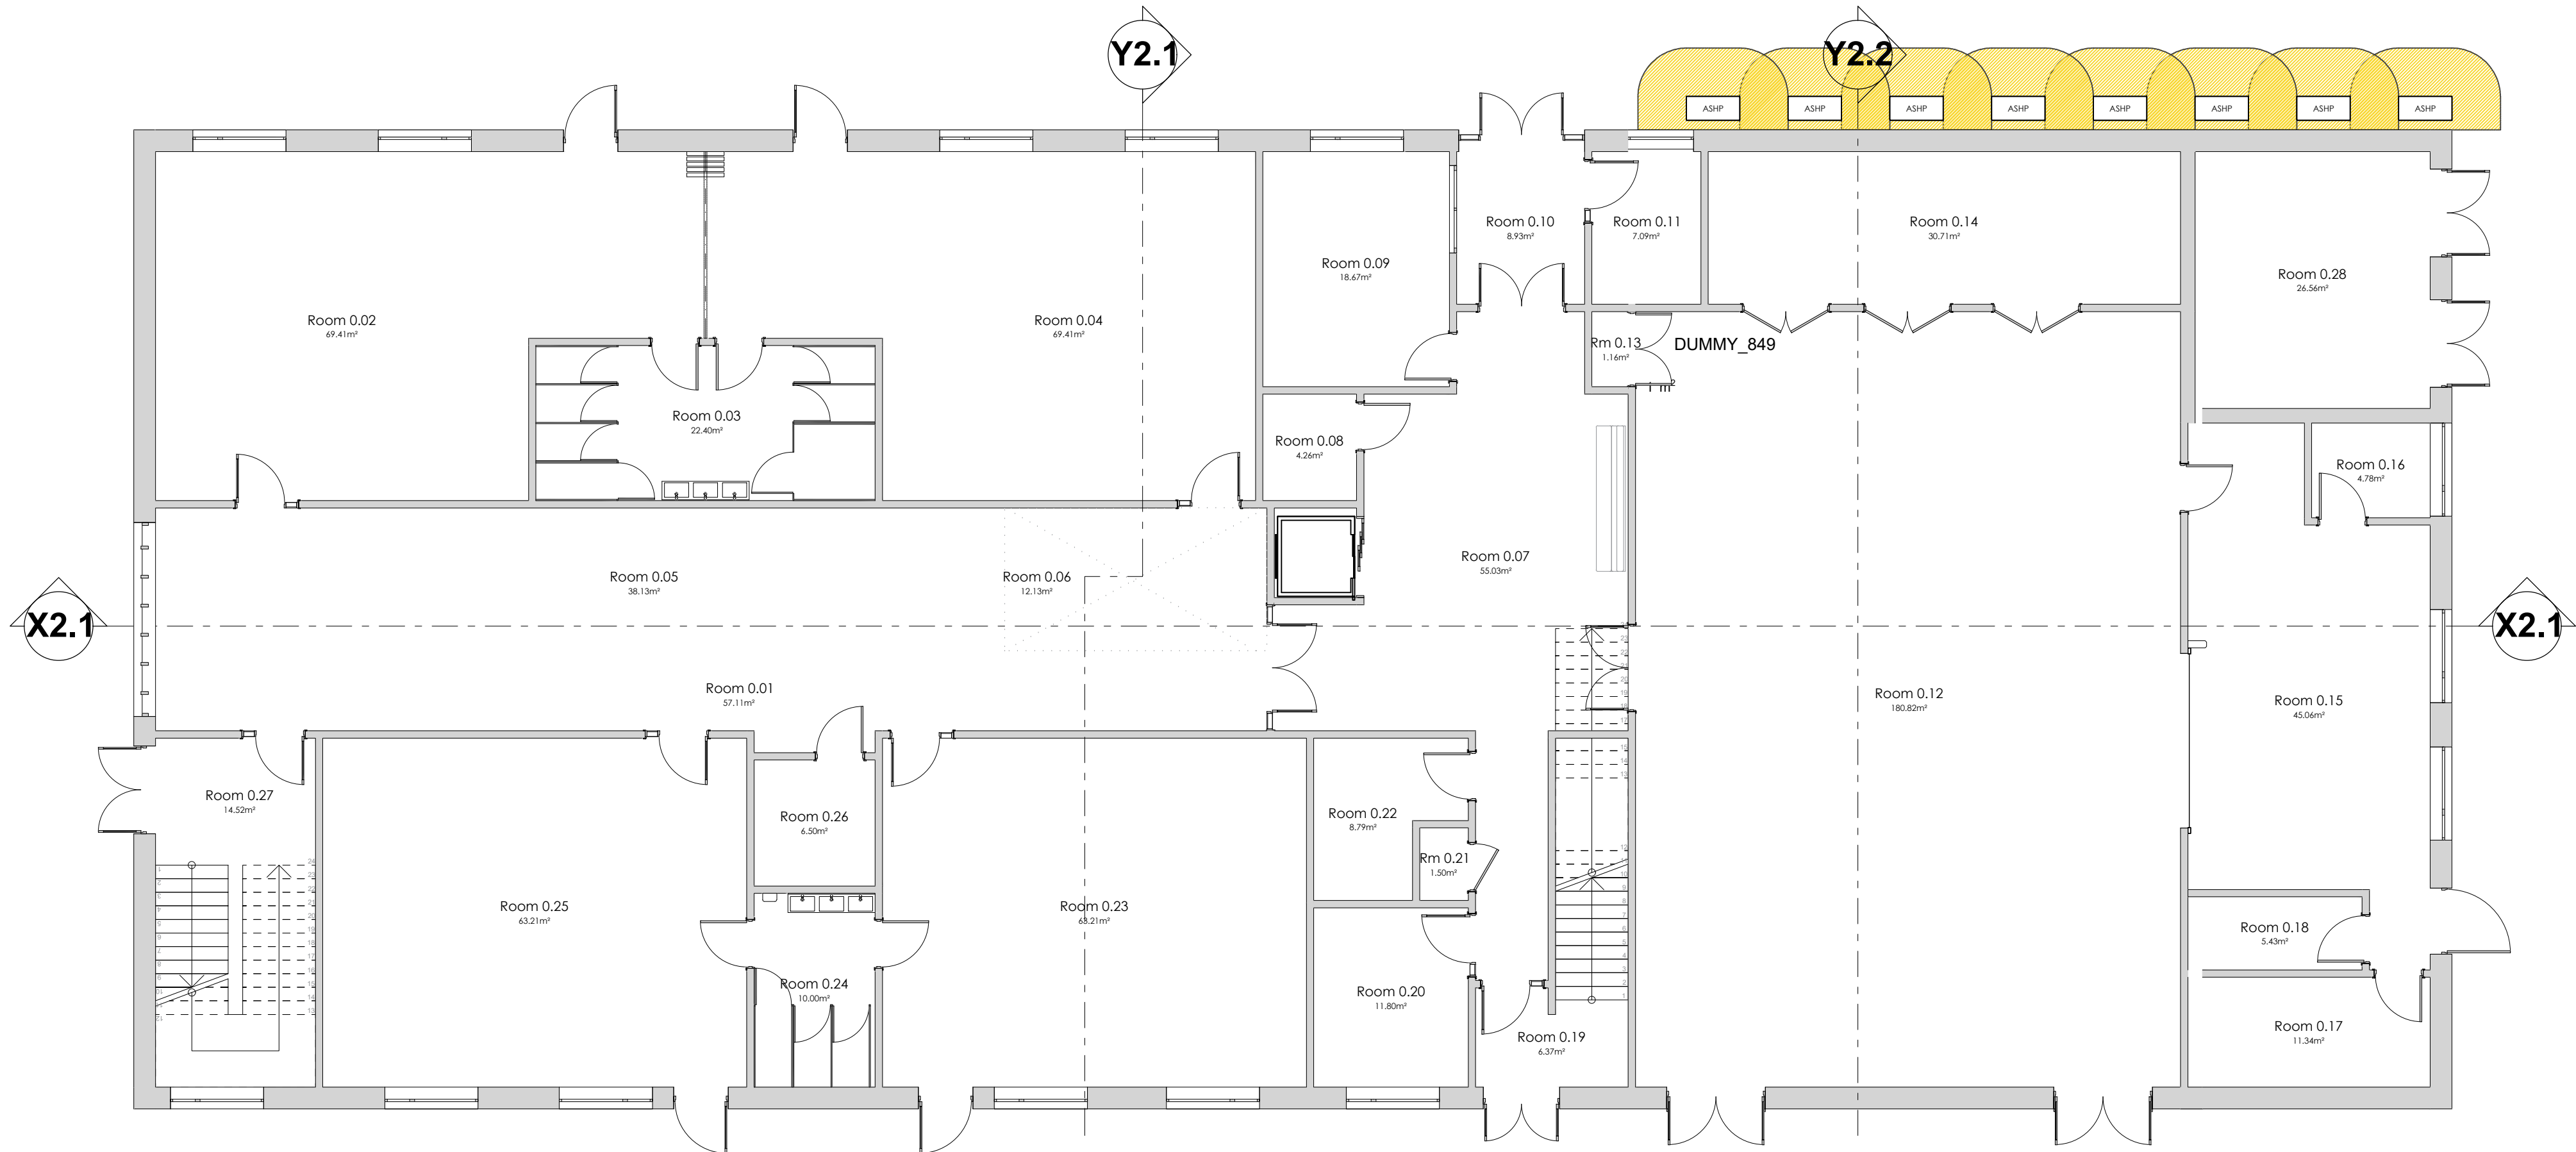 Y2.1
Y2.2
ASHP
ASHP
ASHP
ASHP
ASHP
ASHP
ASHP
ASHP
Room 0.10
8.93m²
Room 0.11
7.09m²
Room 0.14
30.71m²
Room 0.09
18.67m²
Room 0.28
26.56m²
Room 0.02
69.41m²
Room 0.04
69.41m²
Rm 0.13
1.16m²
DUMMY_849
Room 0.03
22.40m²
Room 0.08
4.26m²
Room 0.16
4.78m²
Room 0.07
55.03m²
Room 0.05
38.13m²
Room 0.06
12.13m²
X2.1
X2.1
Room 0.01
57.11m²
Room 0.12
180.82m²
Room 0.15
45.06m²
Room 0.27
14.52m²
Room 0.26
6.50m²
Room 0.22
8.79m²
Rm 0.21
1.50m²
Room 0.25
63.21m²
Room 0.23
63.21m²
Room 0.18
5.43m²
Room 0.24
10.00m²
Room 0.20
11.80m²
Room 0.19
6.37m²
Room 0.17
11.34m²